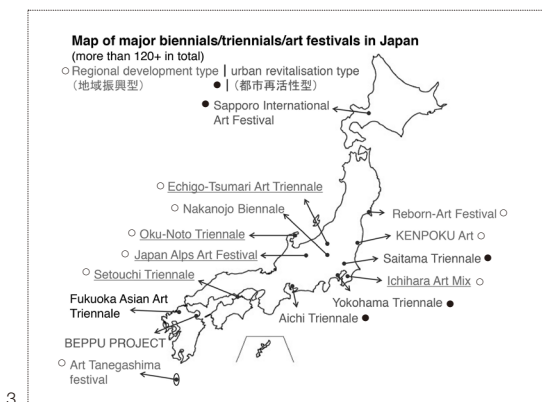 Map of major biennials/triennials/art festivals in Japan
(more than 120+ in total)
○ Regional development type | urban revitalisation type
（地域振興型） ● | （都市再活性型）
● Sapporo International
Art Festival
○ Echigo-Tsumari Art Triennale
○ Nakanojo Biennale
Reborn-Art Festival ○
○ Oku-Noto Triennale
KENPOKU Art ○
○ Japan Alps Art Festival
Saitama Triennale ●
○ Setouchi Triennale
Ichihara Art Mix ○
Fukuoka Asian Art
Triennale
Yokohama Triennale ●
Aichi Triennale ●
BEPPU PROJECT
○ Art Tanegashima
festival
3